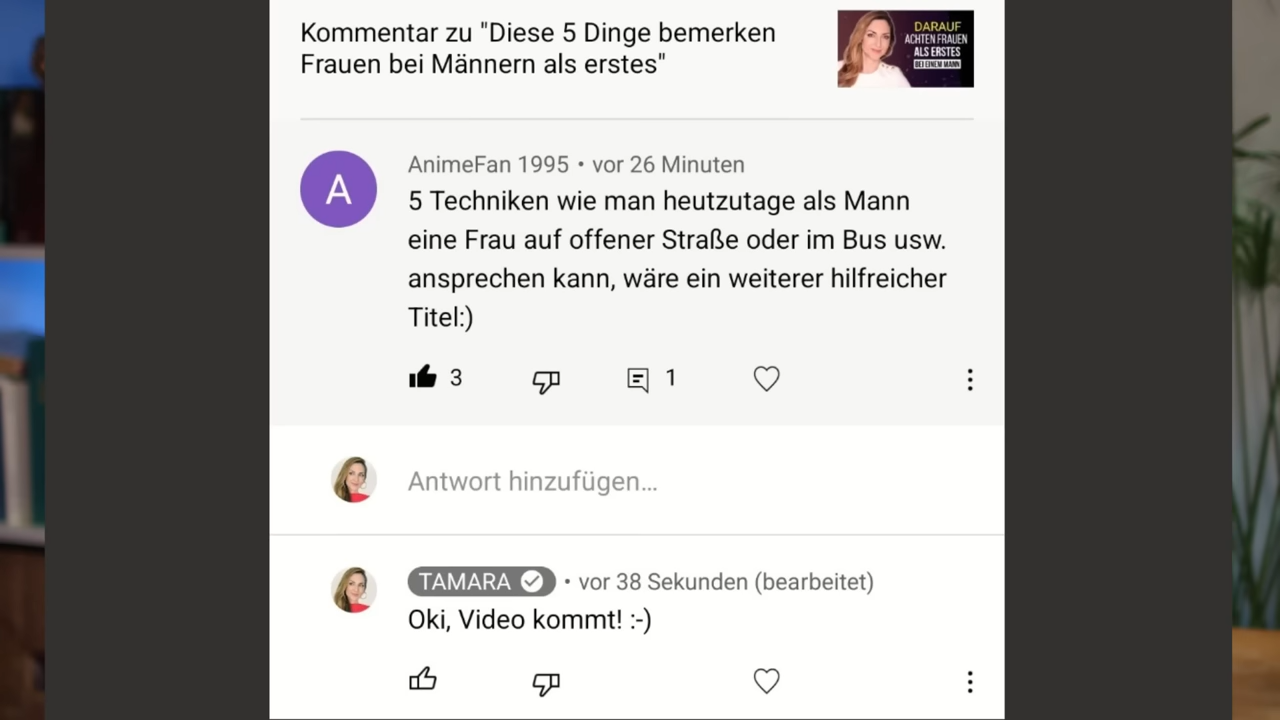 Kommentar zu "Diese 5 Dinge bemerken
Frauen bei Männern als erstes"
DARAUF
ACHTEN FRAUEN
ALS ERSTES
BEI EINEM MANN
A
AnimeFan 1995 • vor 26 Minuten
5 Techniken wie man heutzutage als Mann
eine Frau auf offener Straße oder im Bus usw.
ansprechen kann, wäre ein weiterer hilfreicher
Titel:)
3
1
Antwort hinzufügen...
TAMARA • vor 38 Sekunden (bearbeitet)
Oki, Video kommt! :-)